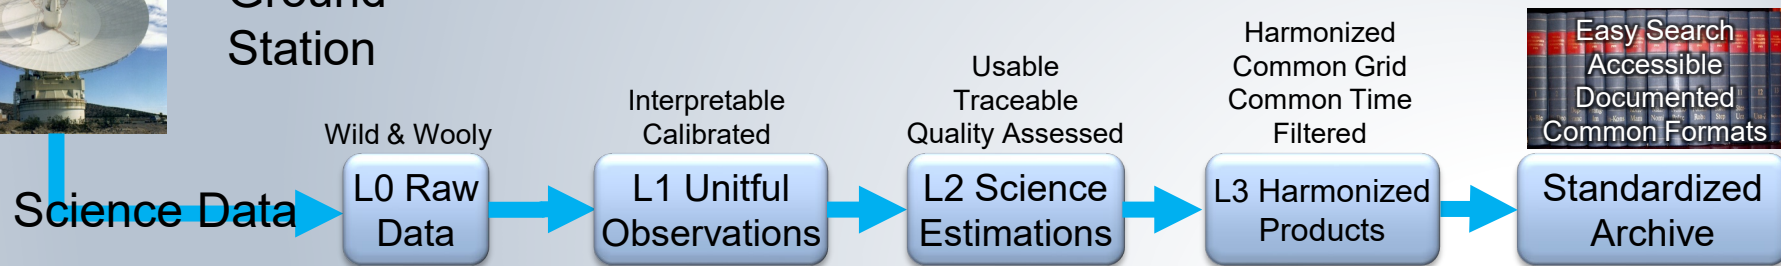 Ground
Station
Science Data
Wild & Wooly
L0 Raw
Data
Interpretable
Calibrated
L1 Unitful
Observations
Usable
Traceable
Quality Assessed
L2 Science
Estimations
Harmonized
Common Grid
Common Time
Filtered
L3 Harmonized
Products
Easy Search
Accessible
Documented
Common Formats
Standardized
Archive